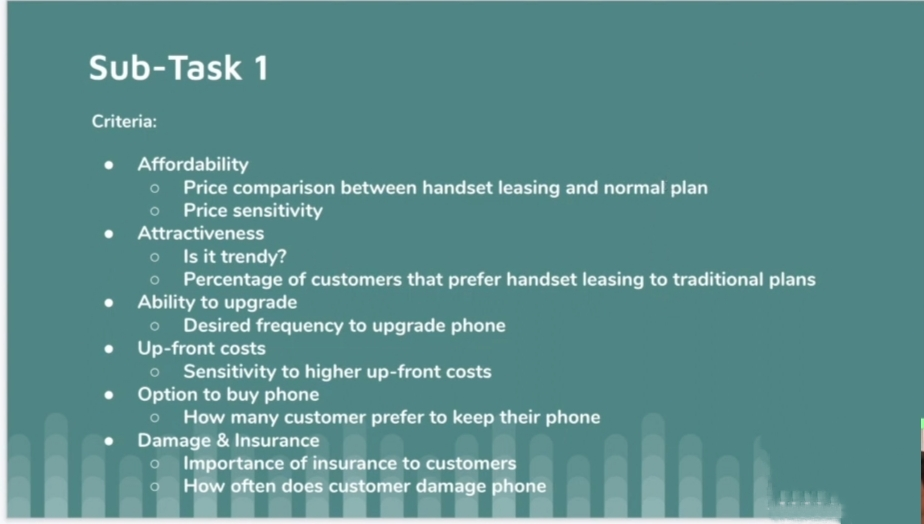 Sub-Task 1
Criteria:
● Affordability
○ Price comparison between handset leasing and normal plan
○ Price sensitivity
● Attractiveness
○ Is it trendy?
○ Percentage of customers that prefer handset leasing to traditional plans
● Ability to upgrade
○ Desired frequency to upgrade phone
● Up-front costs
○ Sensitivity to higher up-front costs
● Option to buy phone
○ How many customer prefer to keep their phone
● Damage & Insurance
○ Importance of insurance to customers
○ How often does customer damage phone